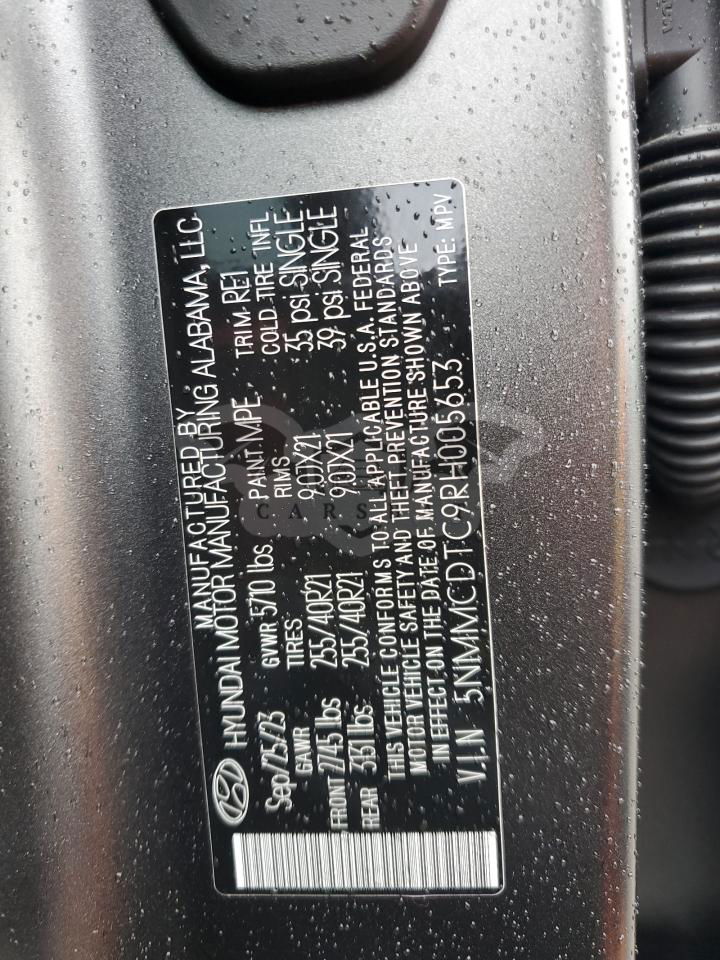 MANUFACTURED BY
HYUNDAI MOTOR MANUFACTURING ALABAMA, LLC
Sep/25/23 GVWR 5710 lbs PAINT MPE TRIM RE1
GAWR TIRES RIMS COLD TIRE INFL
FRONT 2745 lbs 255/40R21 9.0JX21 35 psi SINGLE
REAR 3131 lbs 255/40R21 9.0JX21 39 psi SINGLE
THIS VEHICLE CONFORMS TO ALL APPLICABLE U.S.A. FEDERAL
MOTOR VEHICLE SAFETY AND THEFT PREVENTION STANDARDS
IN EFFECT ON THE DATE OF MANUFACTURE SHOWN ABOVE
V.I.N 5NMMCDTC9RH005653 TYPE: MPV
CARS